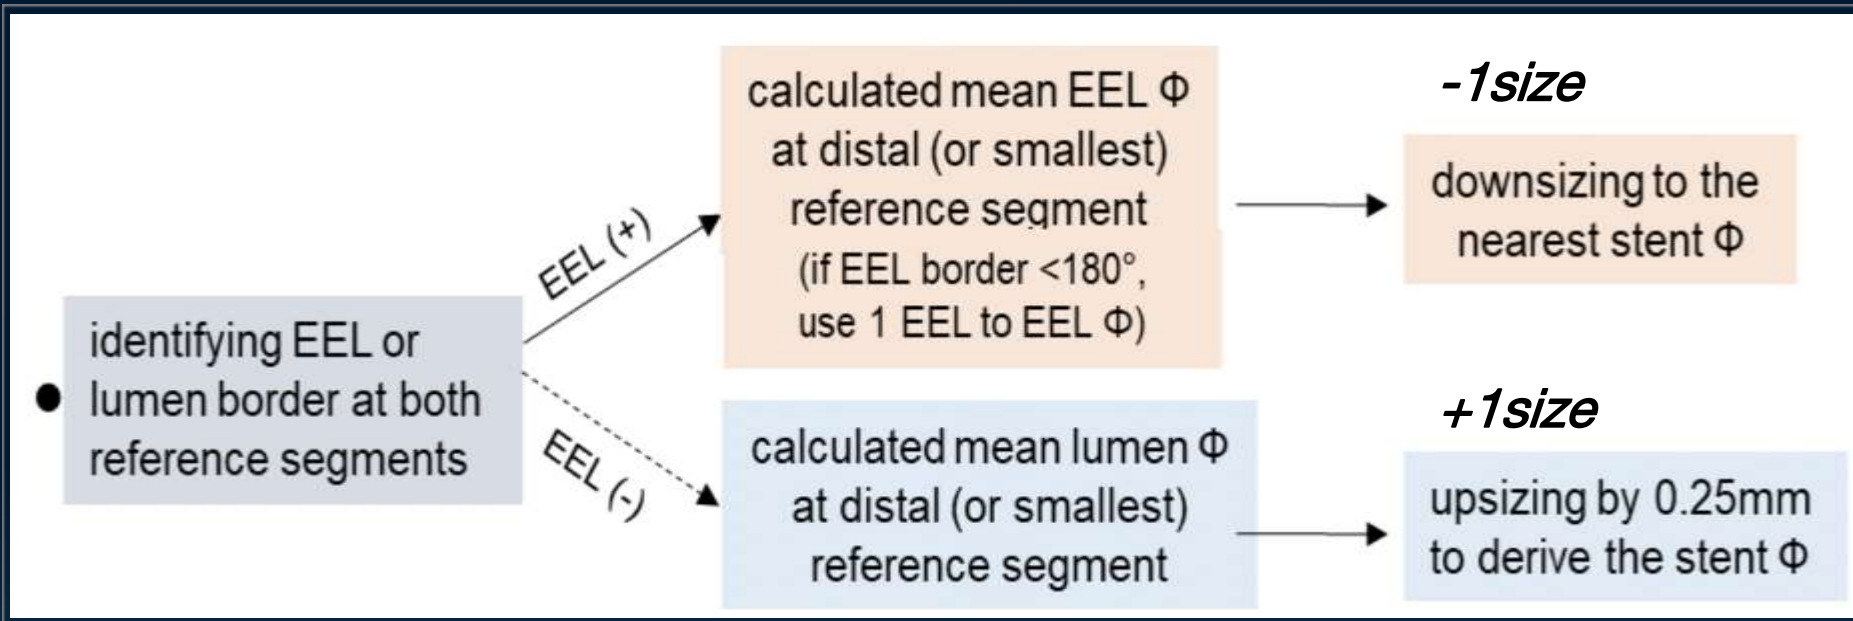 ● identifying EEL or
lumen border at both
reference segments
EEL (+)
calculated mean EEL Φ
at distal (or smallest)
reference segment
(if EEL border <180°,
use 1 EEL to EEL Φ)
-1size
downsizing to the
nearest stent Φ
EEL (-)
calculated mean lumen Φ
at distal (or smallest)
reference segment
+1size
upsizing by 0.25mm
to derive the stent Φ